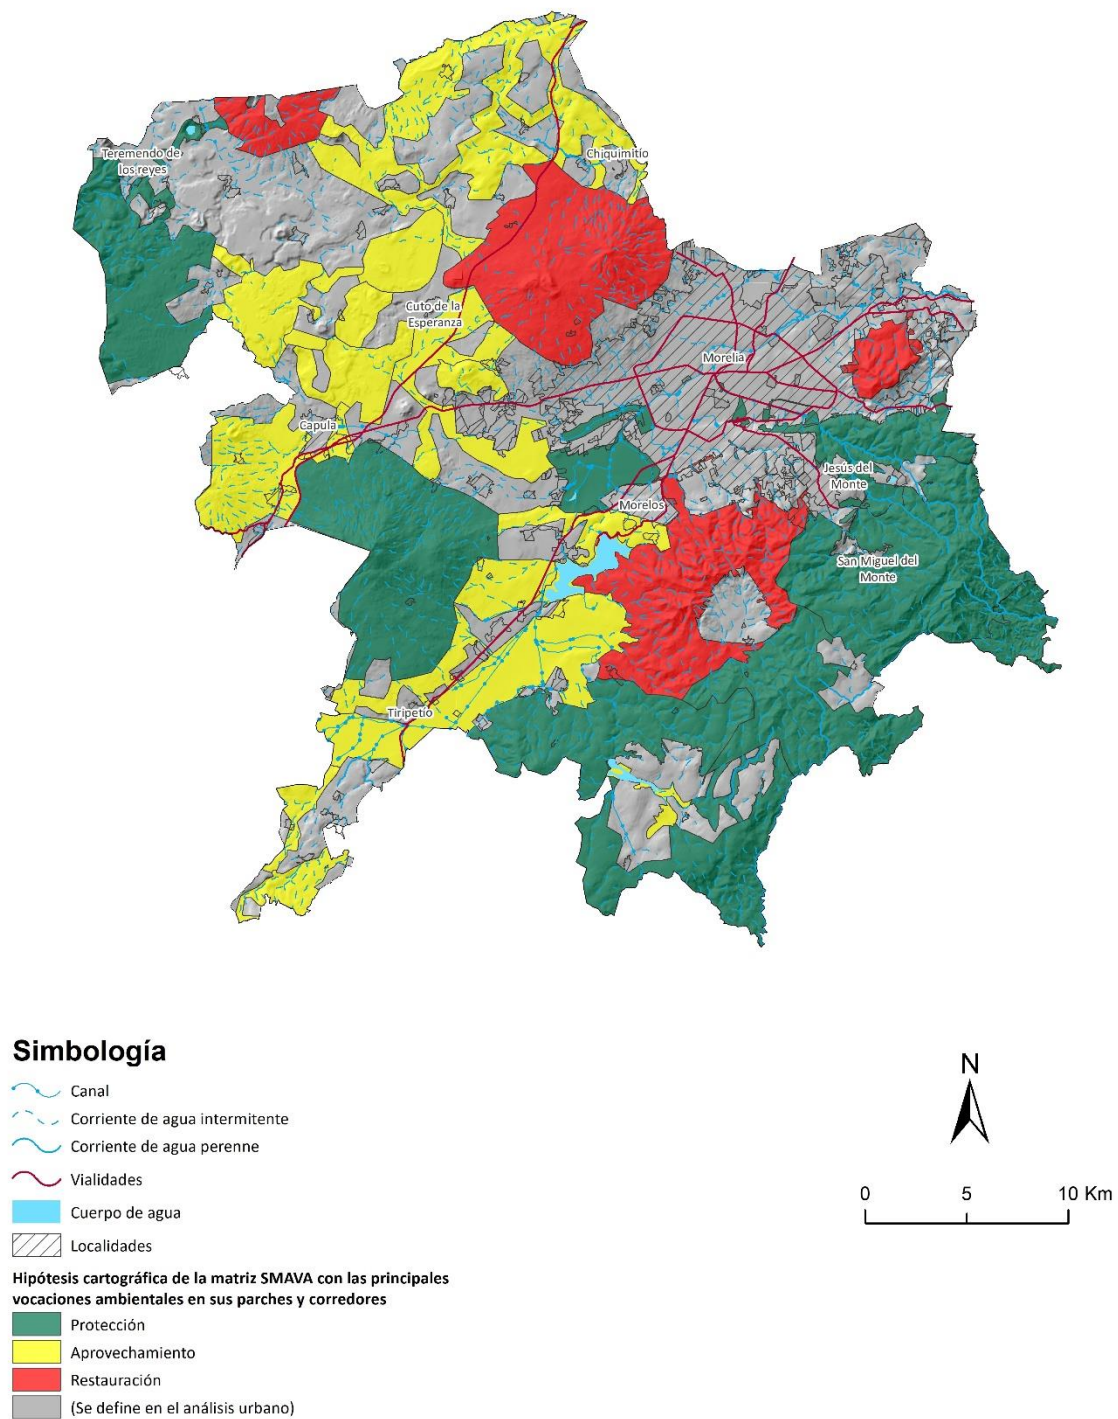 Teremendo de
los reyes
Chiquimitío
Cuto de la
Esperanza
Morelia
Capula
Jesús del
Monte
Morelos
San Miguel del
Monte
Tiripetío
Simbología
Canal
Corriente de agua intermitente
Corriente de agua perenne
Vialidades
Cuerpo de agua
Localidades
Hipótesis cartográfica de la matriz SMAVA con las principales
vocaciones ambientales en sus parches y corredores
Protección
Aprovechamiento
Restauración
(Se define en el análisis urbano)
N
0 5 10 Km